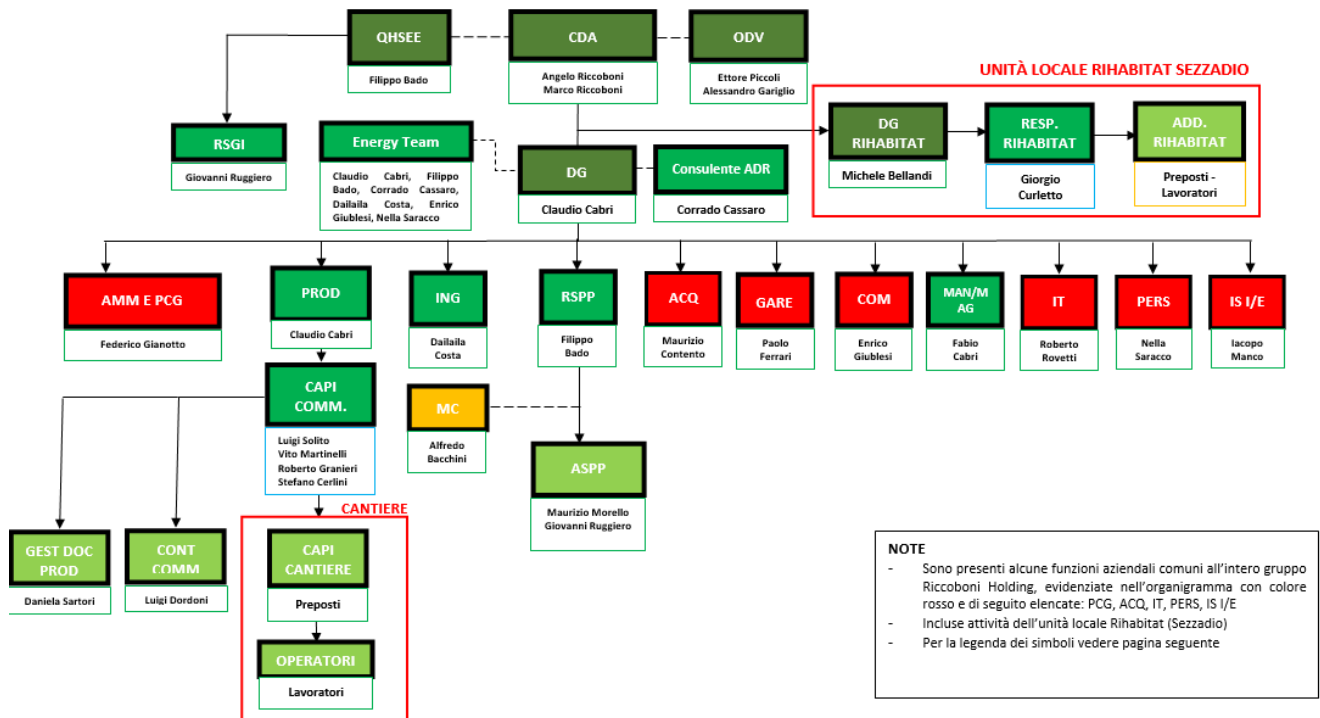 QHSEE
CDA
ODV
Filippo Bado
Angelo Riccoboni
Marco Riccoboni
Ettore Piccoli
Alessandro Gariglio
UNITÀ LOCALE RIHABITAT SEZZADIO
DG
RIHABITAT
RESP.
RIHABITAT
ADD.
RIHABITAT
Michele Bellandi
Giorgio
Curletto
Preposti -
Lavoratori
RSGI
Giovanni Ruggiero
Energy Team
Claudio Cabri, Filippo
Bado, Corrado Cassaro,
Dailaila Costa, Enrico
Giublesi, Nella Saracco
DG
Claudio Cabri
Consulente ADR
Corrado Cassaro
AMM E PCG
Federico Gianotto
PROD
Claudio Cabri
ING
Dailaila
Costa
RSPP
Filippo
Bado
ACQ
Maurizio
Contento
GARE
Paolo
Ferrari
COM
Enrico
Giublesi
MAN/M
AG
Fabio
Cabri
IT
Roberto
Rovetti
PERS
Nella
Saracco
IS I/E
Iacopo
Manco
CAPI
COMM.
Luigi Solito
Vito Martinelli
Roberto Granieri
Stefano Cerlini
MC
Alfredo
Bacchini
ASPP
Maurizio Morello
Giovanni Ruggiero
GEST DOC
PROD
Daniela Sartori
CONT
COMM
Luigi Dordoni
CANTIERE
CAPI
CANTIERE
Preposti
OPERATORI
Lavoratori
NOTE
- Sono presenti alcune funzioni aziendali comuni all'intero gruppo
Riccoboni Holding, evidenziate nell'organigramma con colore
rosso e di seguito elencate: PCG, ACQ, IT, PERS, IS I/E
- Incluse attività dell'unità locale Rihabitat (Sezzadio)
- Per la legenda dei simboli vedere pagina seguente